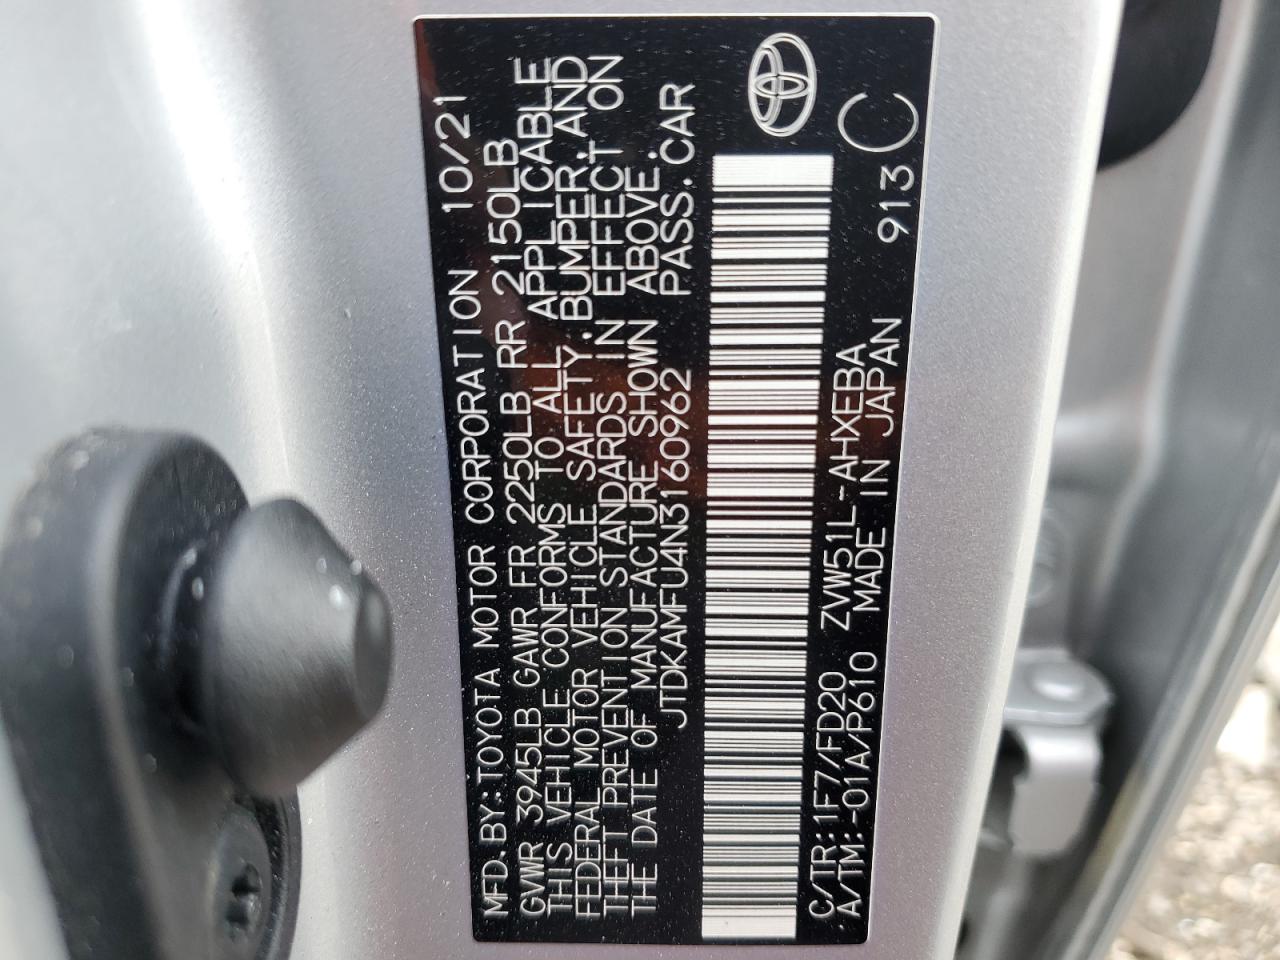 MFD.BY:TOYOTA MOTOR CORPORATION 10/21
GVWR 3945LB GAWR FR 2250LB RR 2150LB
THIS VEHICLE CONFORMS TO ALL APPLICABLE
FEDERAL MOTOR VEHICLE SAFETY,BUMPER,AND
THEFT PREVENTION STANDARDS IN EFFECT ON
THE DATE OF MANUFACTURE SHOWN ABOVE.
JTDKAMFU4N3160962 PASS.CAR
C/TR:1F7/FD20 ZVW51L-AHXEBA 913
A/TM:-01A/P610 MADE IN JAPAN C